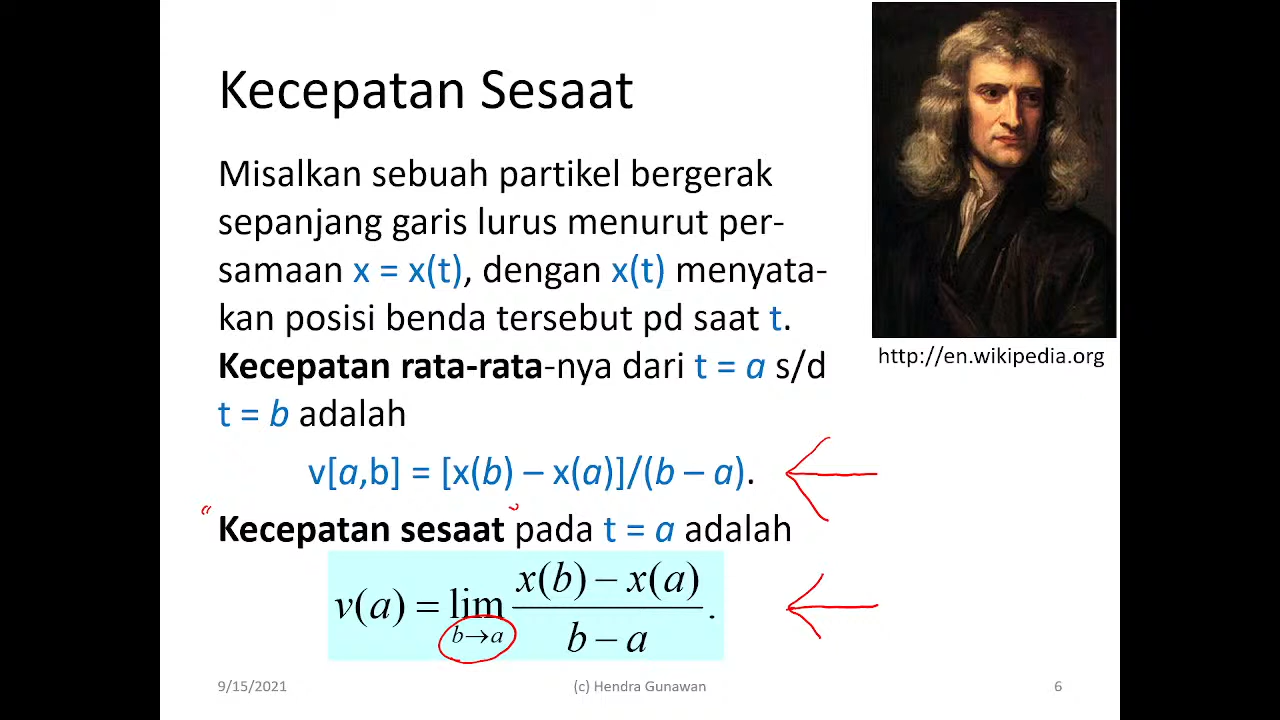 Kecepatan Sesaat
Misalkan sebuah partikel bergerak
sepanjang garis lurus menurut per-
samaan x = x(t), dengan x(t) menyata-
kan posisi benda tersebut pd saat t.
Kecepatan rata-rata-nya dari t = a s/d
t = b adalah
v[a,b] = [x(b) – x(a)]/(b – a).
Kecepatan sesaat pada t = a adalah
v(a) = lim_{b→a} \frac{x(b) − x(a)}{b − a}.
http://en.wikipedia.org
9/15/2021
(c) Hendra Gunawan
6